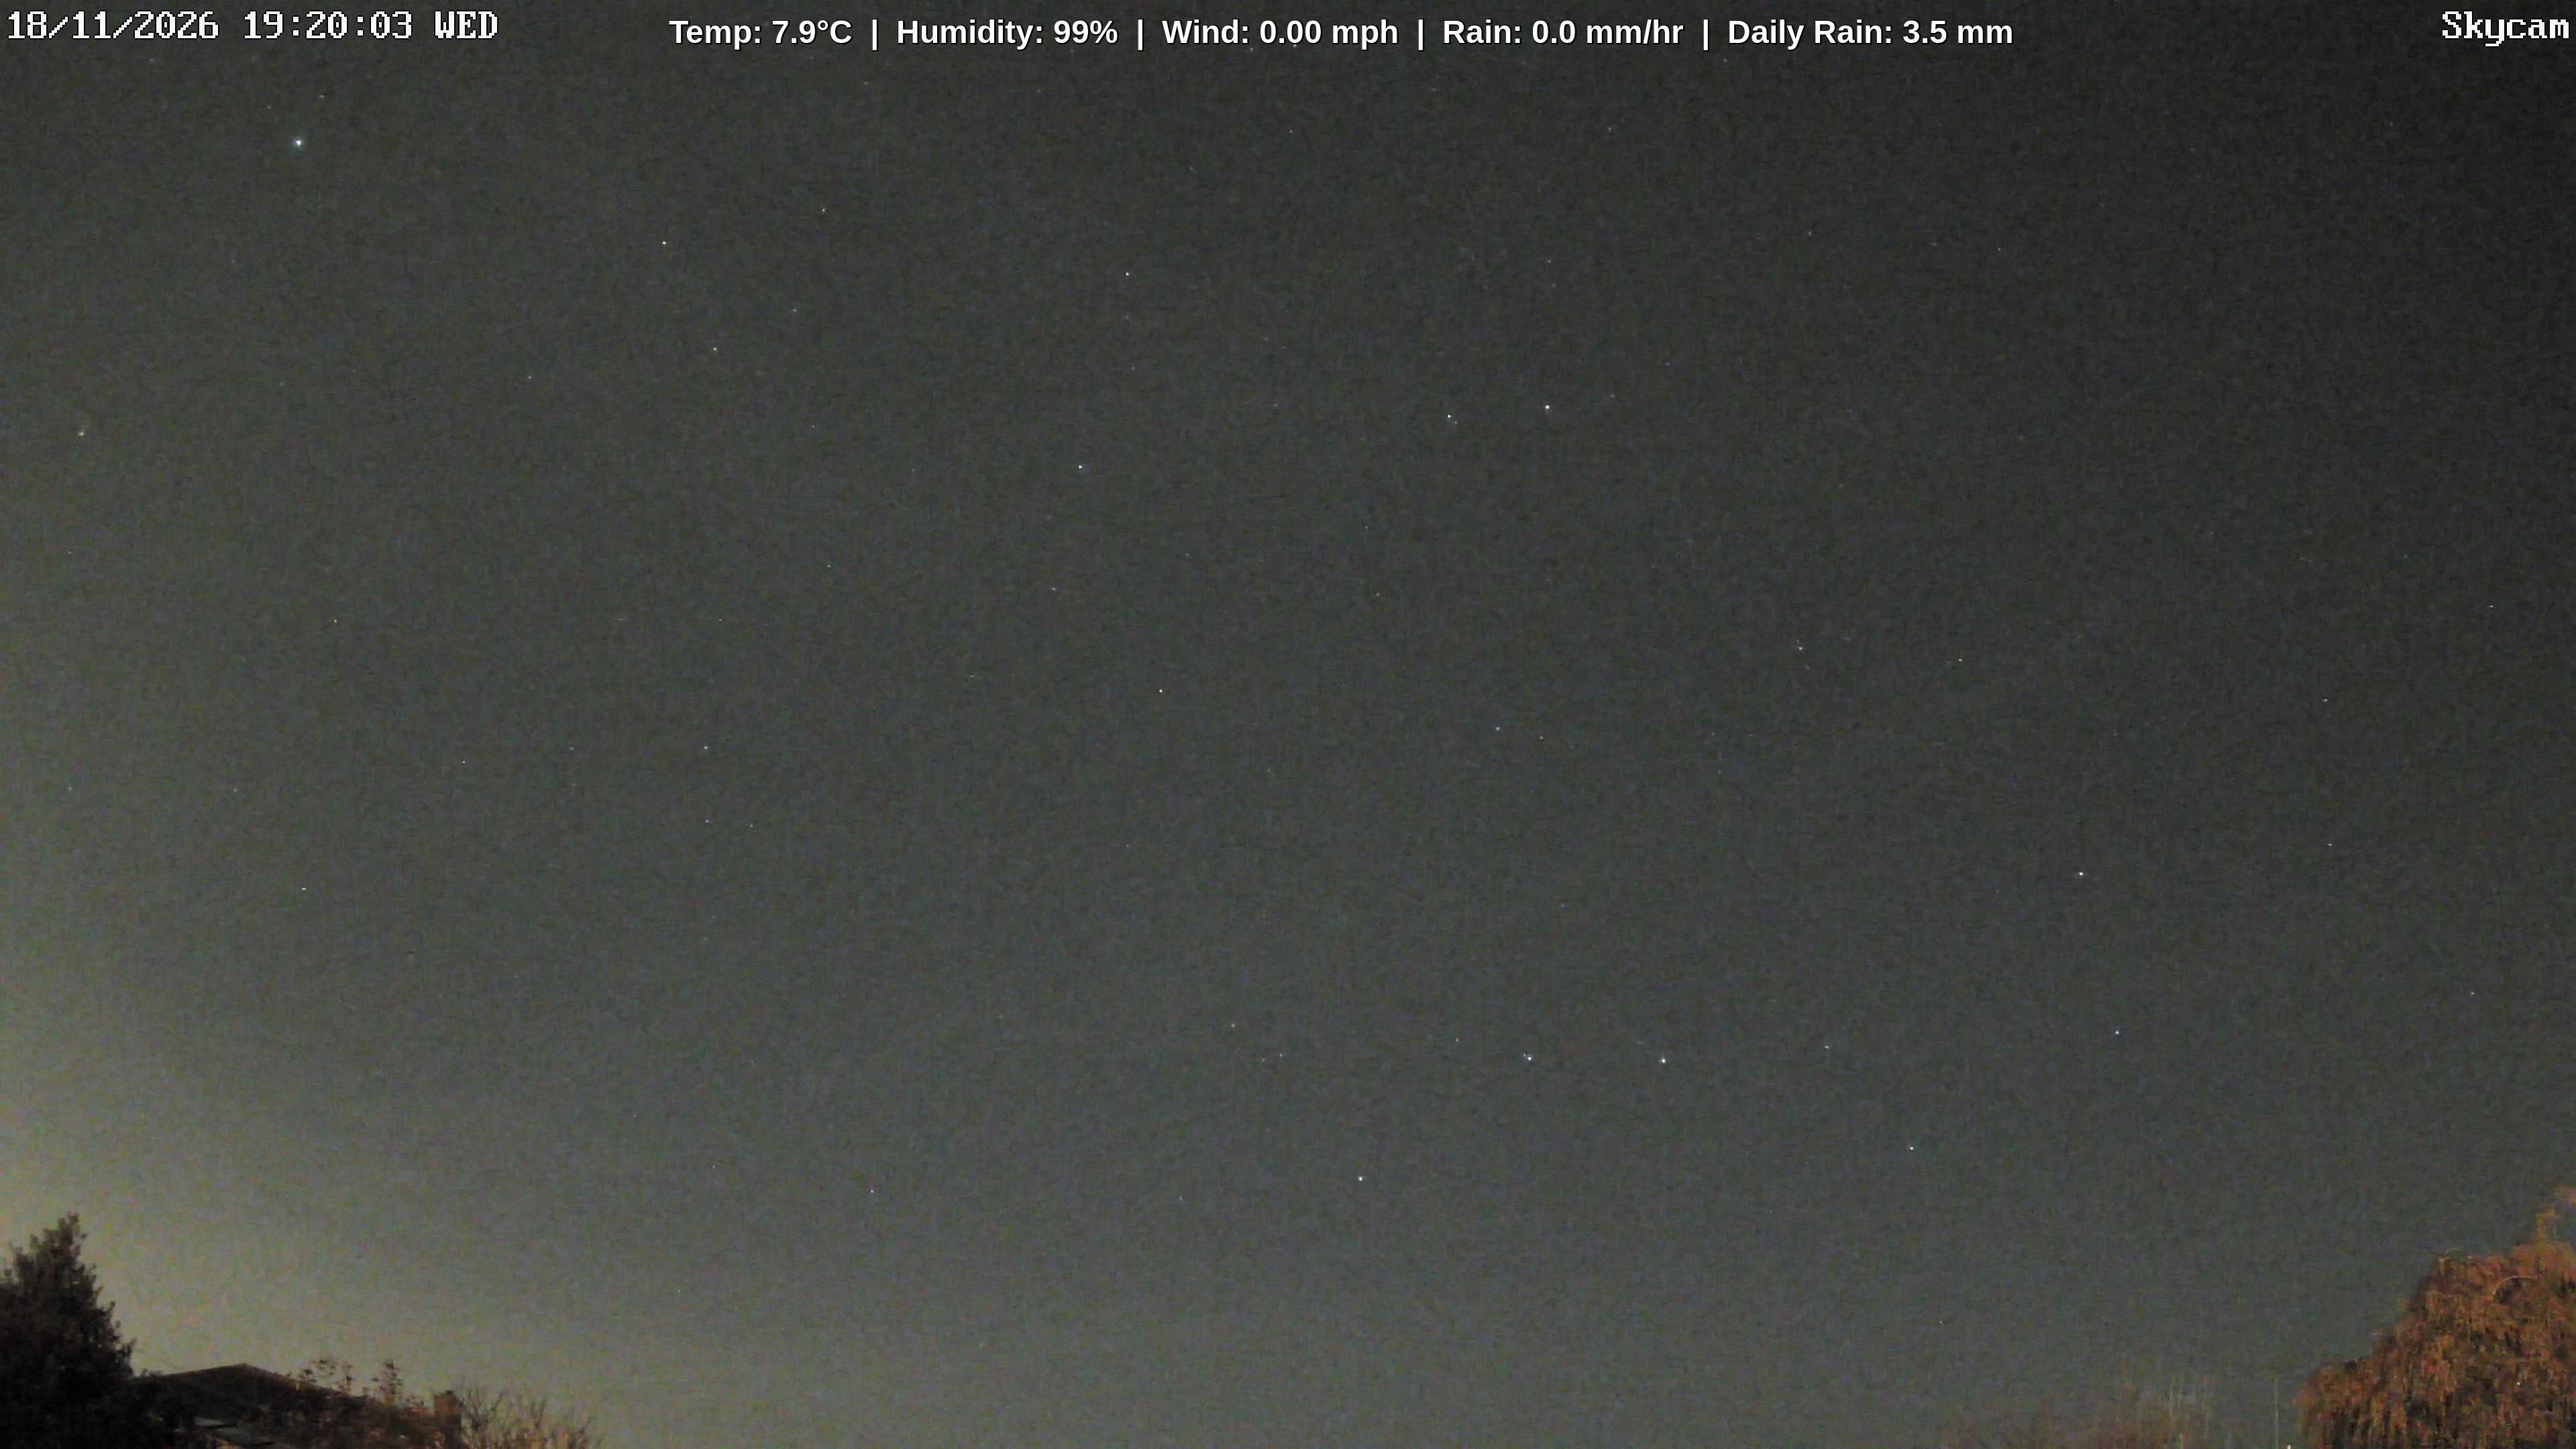 18/11/2026 19:20:03 WED
Temp: 7.9°C | Humidity: 99% | Wind: 0.00 mph | Rain: 0.0 mm/hr | Daily Rain: 3.5 mm
Skycam